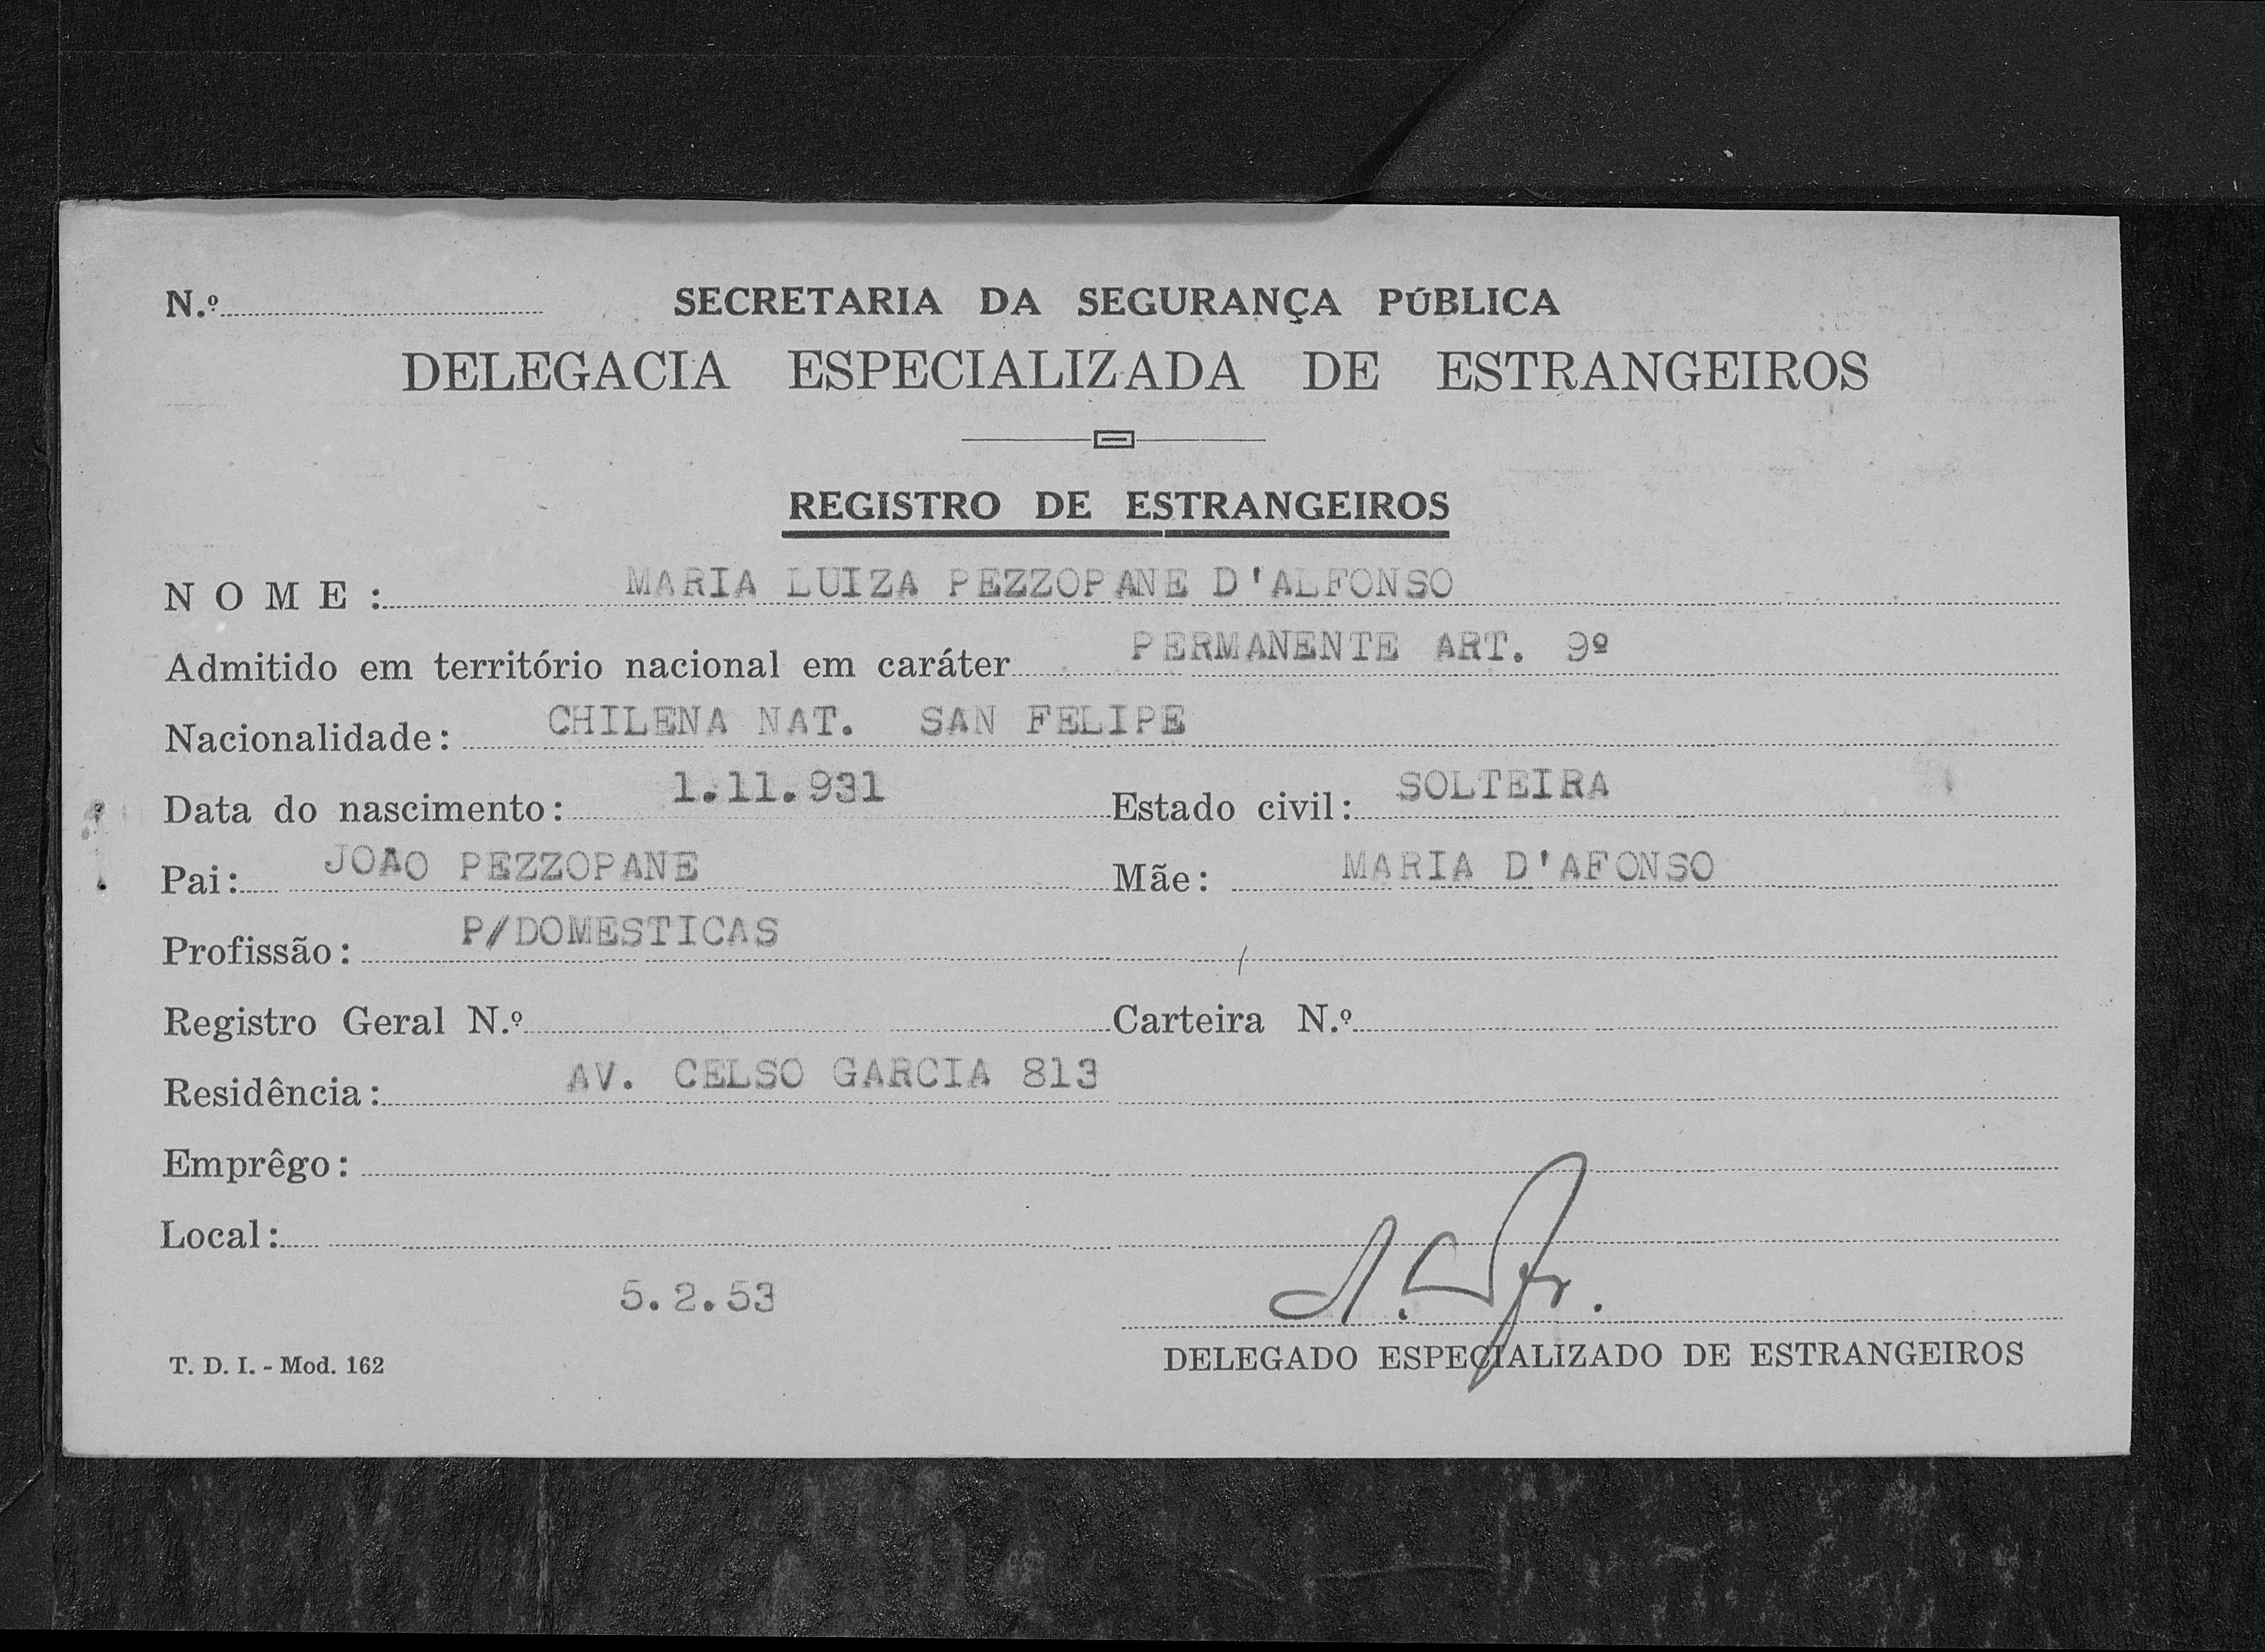 N.º SECRETARIA DA SEGURANÇA PÚBLICA
DELEGACIA ESPECIALIZADA DE ESTRANGEIROS
REGISTRO DE ESTRANGEIROS
NOME: MARIA LUIZA PEZZOPANE D'ALFONSO
Admitido em território nacional em caráter PERMANENTE ART. 9º
Nacionalidade: CHILENA NAT. SAN FELIPE
Data do nascimento: 1.11.931 Estado civil: SOLTEIRA
Pai: JOAO PEZZOPANE Mãe: MARIA D'AFONSO
Profissão: P/DOMESTICAS
Registro Geral N.º Carteira N.º
Residência: AV. CELSO GARCIA 813
Emprêgo:
Local:
5.2.53
DELEGADO ESPECIALIZADO DE ESTRANGEIROS
T. D. I. - Mod. 162